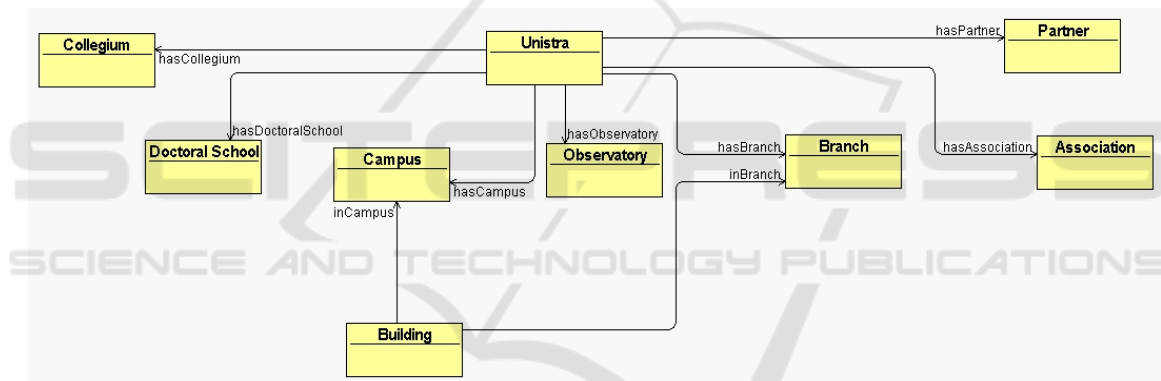 Collegium
Unistra
Partner
hasPartner
hasCollegium
hasDoctoralSchool
hasObservatory
Doctoral School
Campus
Observatory
hasBranch
Branch
hasAssociation
Association
hasCampus
inBranch
inCampus
SCITEPRESS
SCIENCE AND TECHNOLOGY PUBLICATIONS
Building